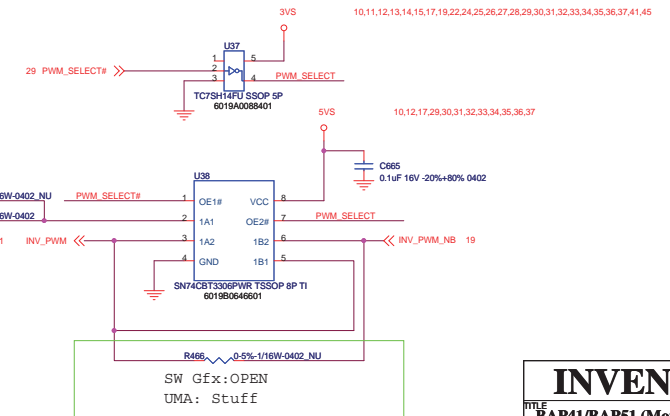 3VS 10,11,12,13,14,15,17,19,22,24,25,26,27,28,29,30,31,32,33,34,35,36,37,41,45
U37
1 5
29 PWM_SELECT# 2
3 4 PWM_SELECT
TC7SH14FU SSOP 5P
6019A0088401
5VS 10,12,17,29,30,31,32,33,34,35,36,37
C665
0.1uF 16V -20%+80% 0402
U38
6W-0402_NU PWM_SELECT# 1 OE1# VCC 8
6W-0402 2 1A1 OE2# 7 PWM_SELECT
1 INV_PWM 3 1A2 1B2 6 INV_PWM_NB 19
4 GND 1B1 5
SN74CBT3306PWR TSSOP 8P TI
6019B0646601
R466 0-5%-1/16W-0402_NU
SW Gfx:OPEN
UMA: Stuff
INVEN
TITLE